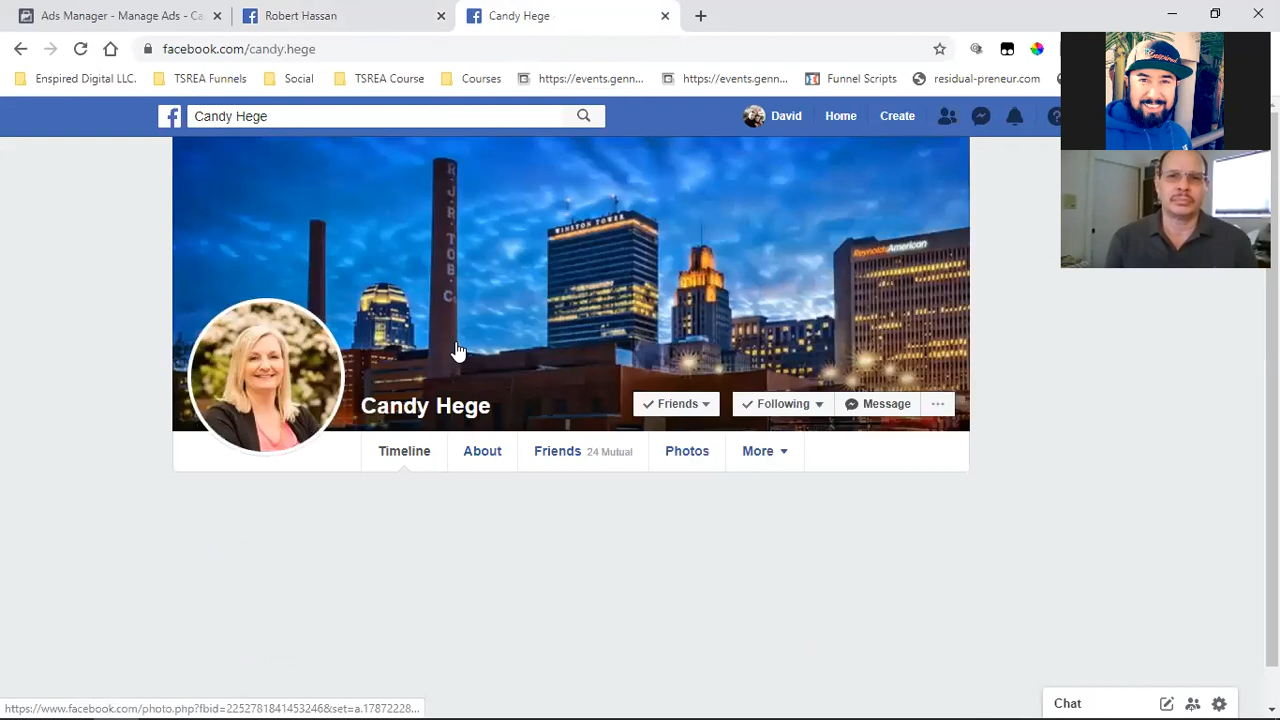 Ads Manager - Manage Ads - Ca
Robert Hassan
Candy Hege
facebook.com/candy.hege
Enspired Digital LLC.
TSREA Funnels
Social
TSREA Course
Courses
https://events.genn...
https://events.genn...
Funnel Scripts
residual-preneur.com
Candy Hege
David
Home
Create
R.J.R. TOB. C
WINSTON TOWER
ReynoldsAmerican
Candy Hege
Friends
Following
Message
Timeline
About
Friends 24 Mutual
Photos
More
https://www.facebook.com/photo.php?fbid=22527818414532468&set=a.17872228...
Chat